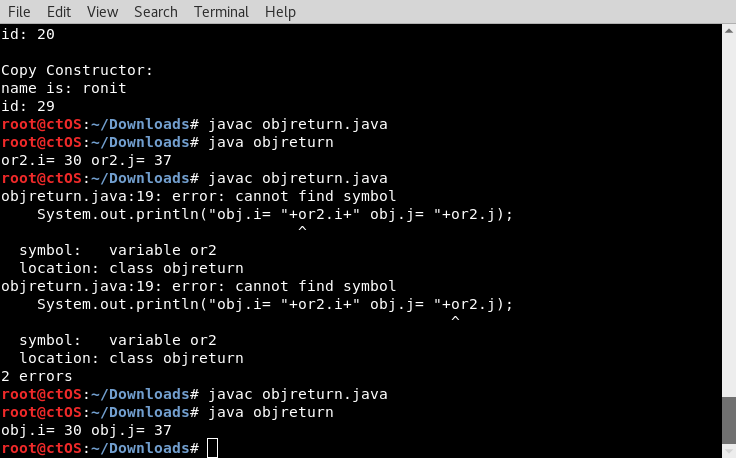 File Edit View Search Terminal Help
id: 20
Copy Constructor:
name is: ronit
id: 29
root@ctOS:~/Downloads# javac objreturn.java
root@ctOS:~/Downloads# java objreturn
or2.i= 30 or2.j= 37
root@ctOS:~/Downloads# javac objreturn.java
objreturn.java:19: error: cannot find symbol
    System.out.println("obj.i= "+or2.i+" obj.j= "+or2.j);
                                 ^
  symbol:   variable or2
  location: class objreturn
objreturn.java:19: error: cannot find symbol
    System.out.println("obj.i= "+or2.i+" obj.j= "+or2.j);
                                                  ^
  symbol:   variable or2
  location: class objreturn
2 errors
root@ctOS:~/Downloads# javac objreturn.java
root@ctOS:~/Downloads# java objreturn
obj.i= 30 obj.j= 37
root@ctOS:~/Downloads#